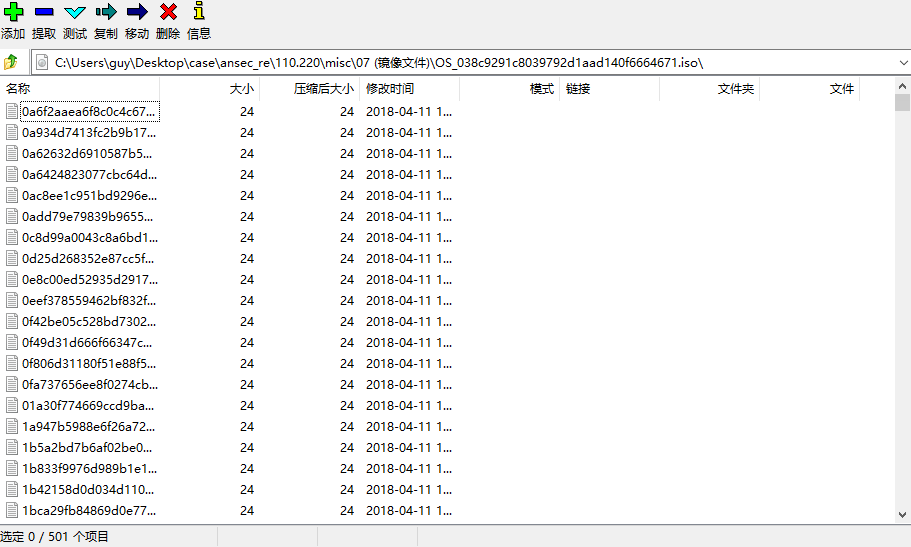 添加 提取 测试 复制 移动 删除 信息
C:\Users\guy\Desktop\case\ansec_re\110.220\misc\07 (镜像文件)\OS_038c9291c8039792d1aad140f6664671.iso\
名称 大小 压缩后大小 修改时间 模式 链接 文件夹 文件
0a6f2aaea6f8c0c4c67... 24 24 2018-04-11 1...
0a934d7413fc2b9b17... 24 24 2018-04-11 1...
0a62632d6910587b5... 24 24 2018-04-11 1...
0a6424823077cbc64d... 24 24 2018-04-11 1...
0ac8ee1c951bd9296e... 24 24 2018-04-11 1...
0add79e79839b9655... 24 24 2018-04-11 1...
0c8d99a0043c8a6bd1... 24 24 2018-04-11 1...
0d25d268352e87cc5f... 24 24 2018-04-11 1...
0e8c00ed52935d2917... 24 24 2018-04-11 1...
0eef378559462bf832f... 24 24 2018-04-11 1...
0f42be05c528bd7302... 24 24 2018-04-11 1...
0f49d31d666f66347c... 24 24 2018-04-11 1...
0f806d31180f51e88f5... 24 24 2018-04-11 1...
0fa737656ee8f0274cb... 24 24 2018-04-11 1...
01a30f774669ccd9ba... 24 24 2018-04-11 1...
1a947b5988e6f26a72... 24 24 2018-04-11 1...
1b5a2bd7b6af02be0... 24 24 2018-04-11 1...
1b833f9976d989b1e1... 24 24 2018-04-11 1...
1b42158d0d034d110... 24 24 2018-04-11 1...
1bca29fb84869d0e77... 24 24 2018-04-11 1...
选定 0 / 501 个项目